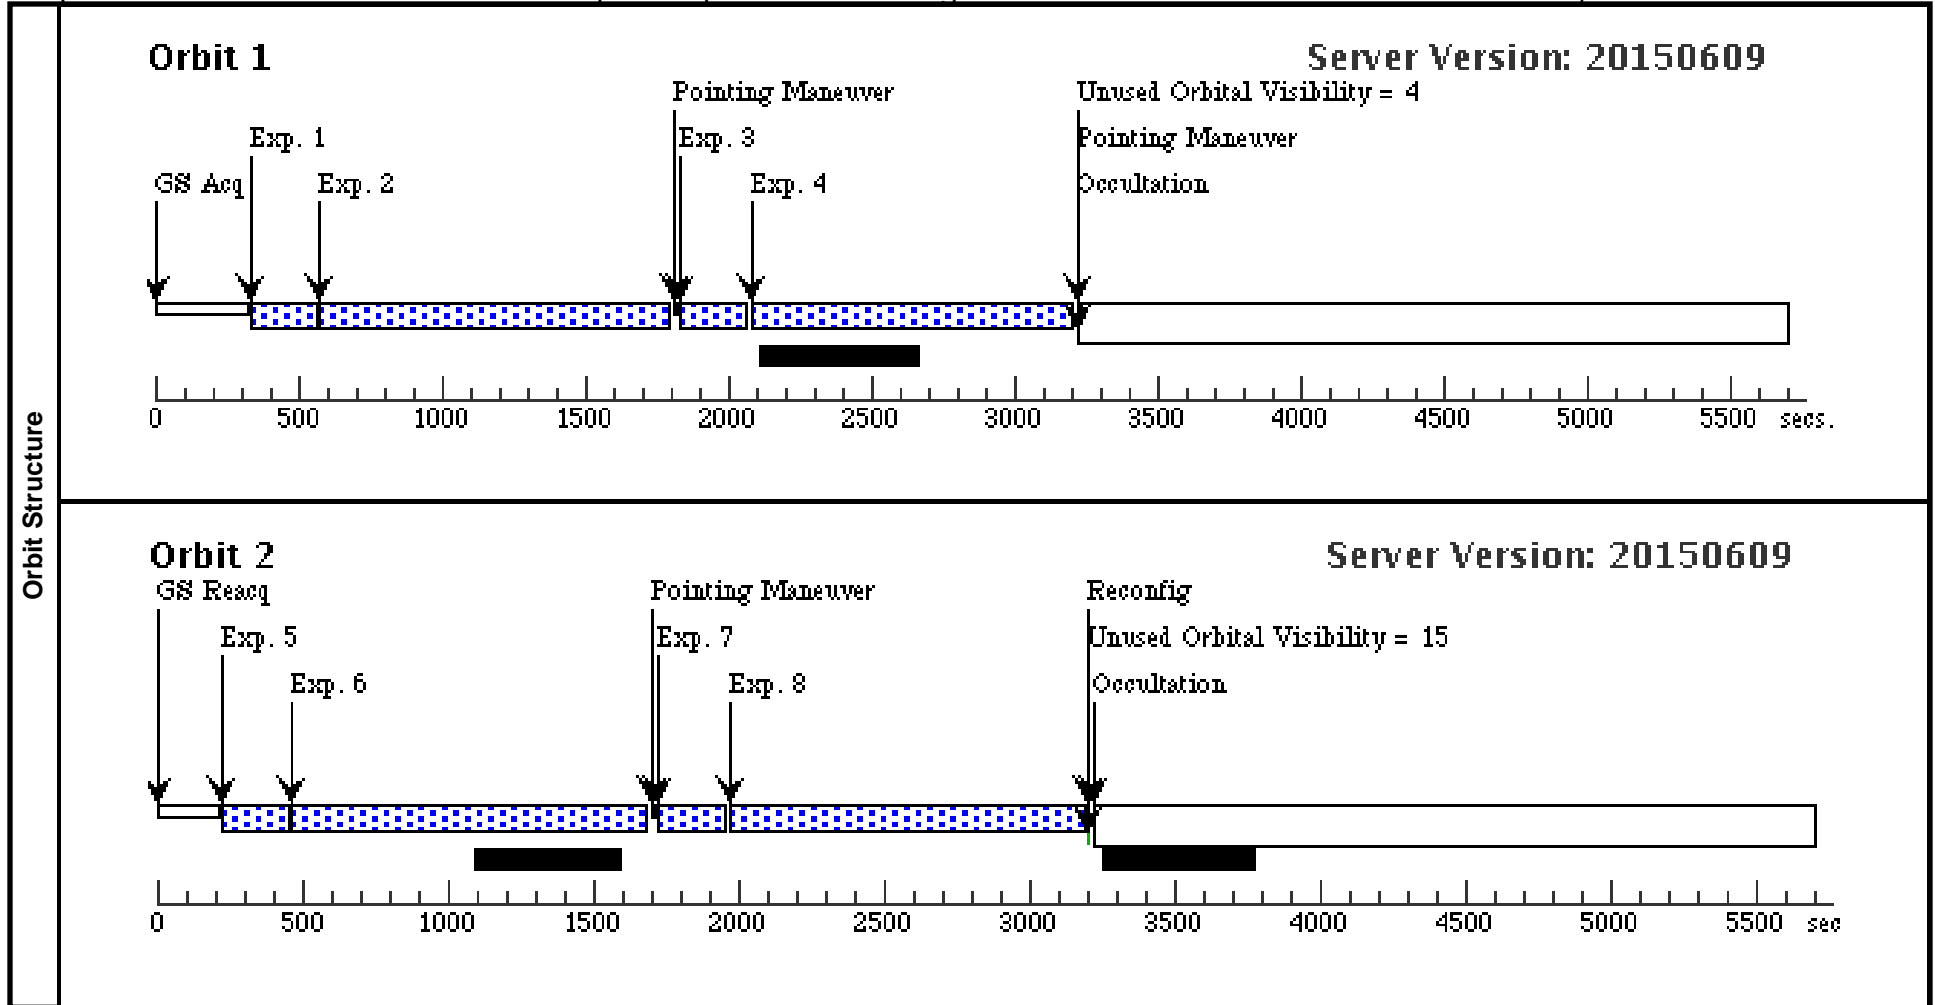 Orbit Structure
Orbit 1 Server Version: 20150609
Pointing Maneuver Unused Orbital Visibility = 4
Exp. 1 Exp. 3 Pointing Maneuver
GS Acq Exp. 2 Exp. 4 Occultation
0 500 1000 1500 2000 2500 3000 3500 4000 4500 5000 5500 secs.
Orbit 2 Server Version: 20150609
GS Reacq Pointing Maneuver Reconfig
Exp. 5 Exp. 7 Unused Orbital Visibility = 15
Exp. 6 Exp. 8 Occultation
0 500 1000 1500 2000 2500 3000 3500 4000 4500 5000 5500 sec